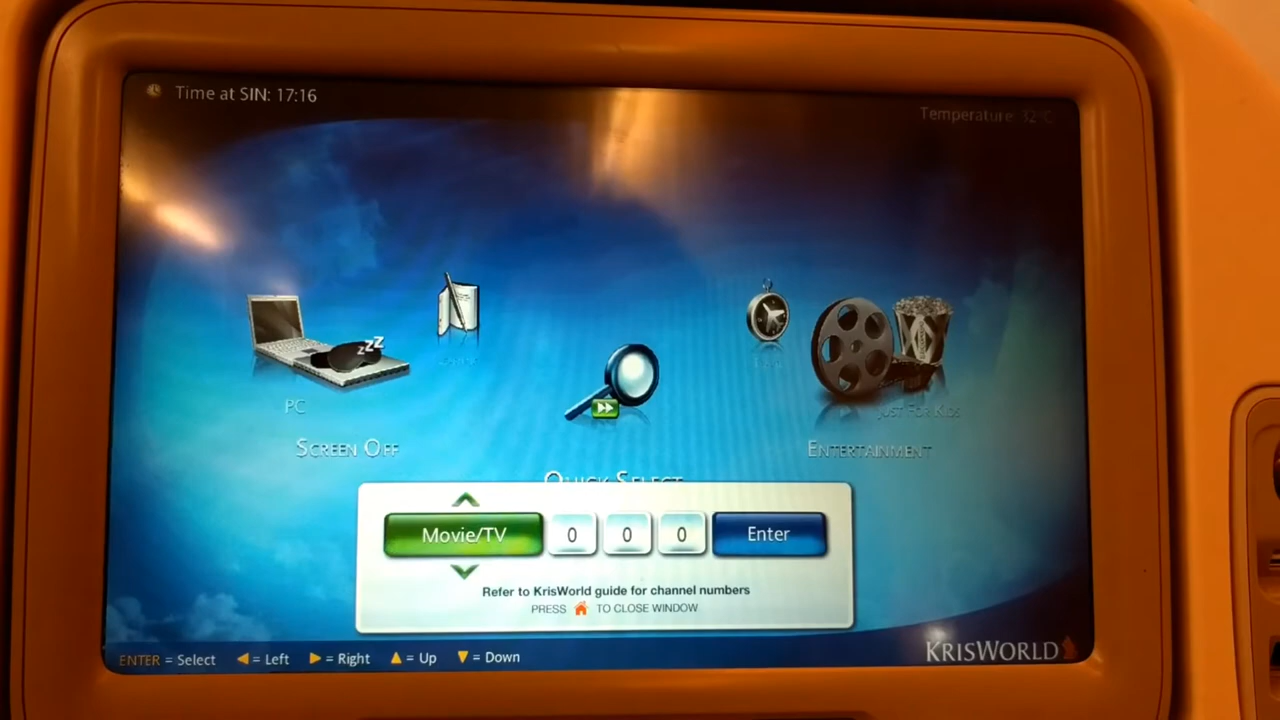 Time at SIN: 17:16
Temperature 32°C
zzZ
PC
JUST FOR KIDS
SCREEN OFF
ENTERTAINMENT
QUICK SELECT
Movie/TV 0 0 0 Enter
Refer to KrisWorld guide for channel numbers
PRESS TO CLOSE WINDOW
KRISWORLD
ENTER = Select = Left = Right = Up = Down